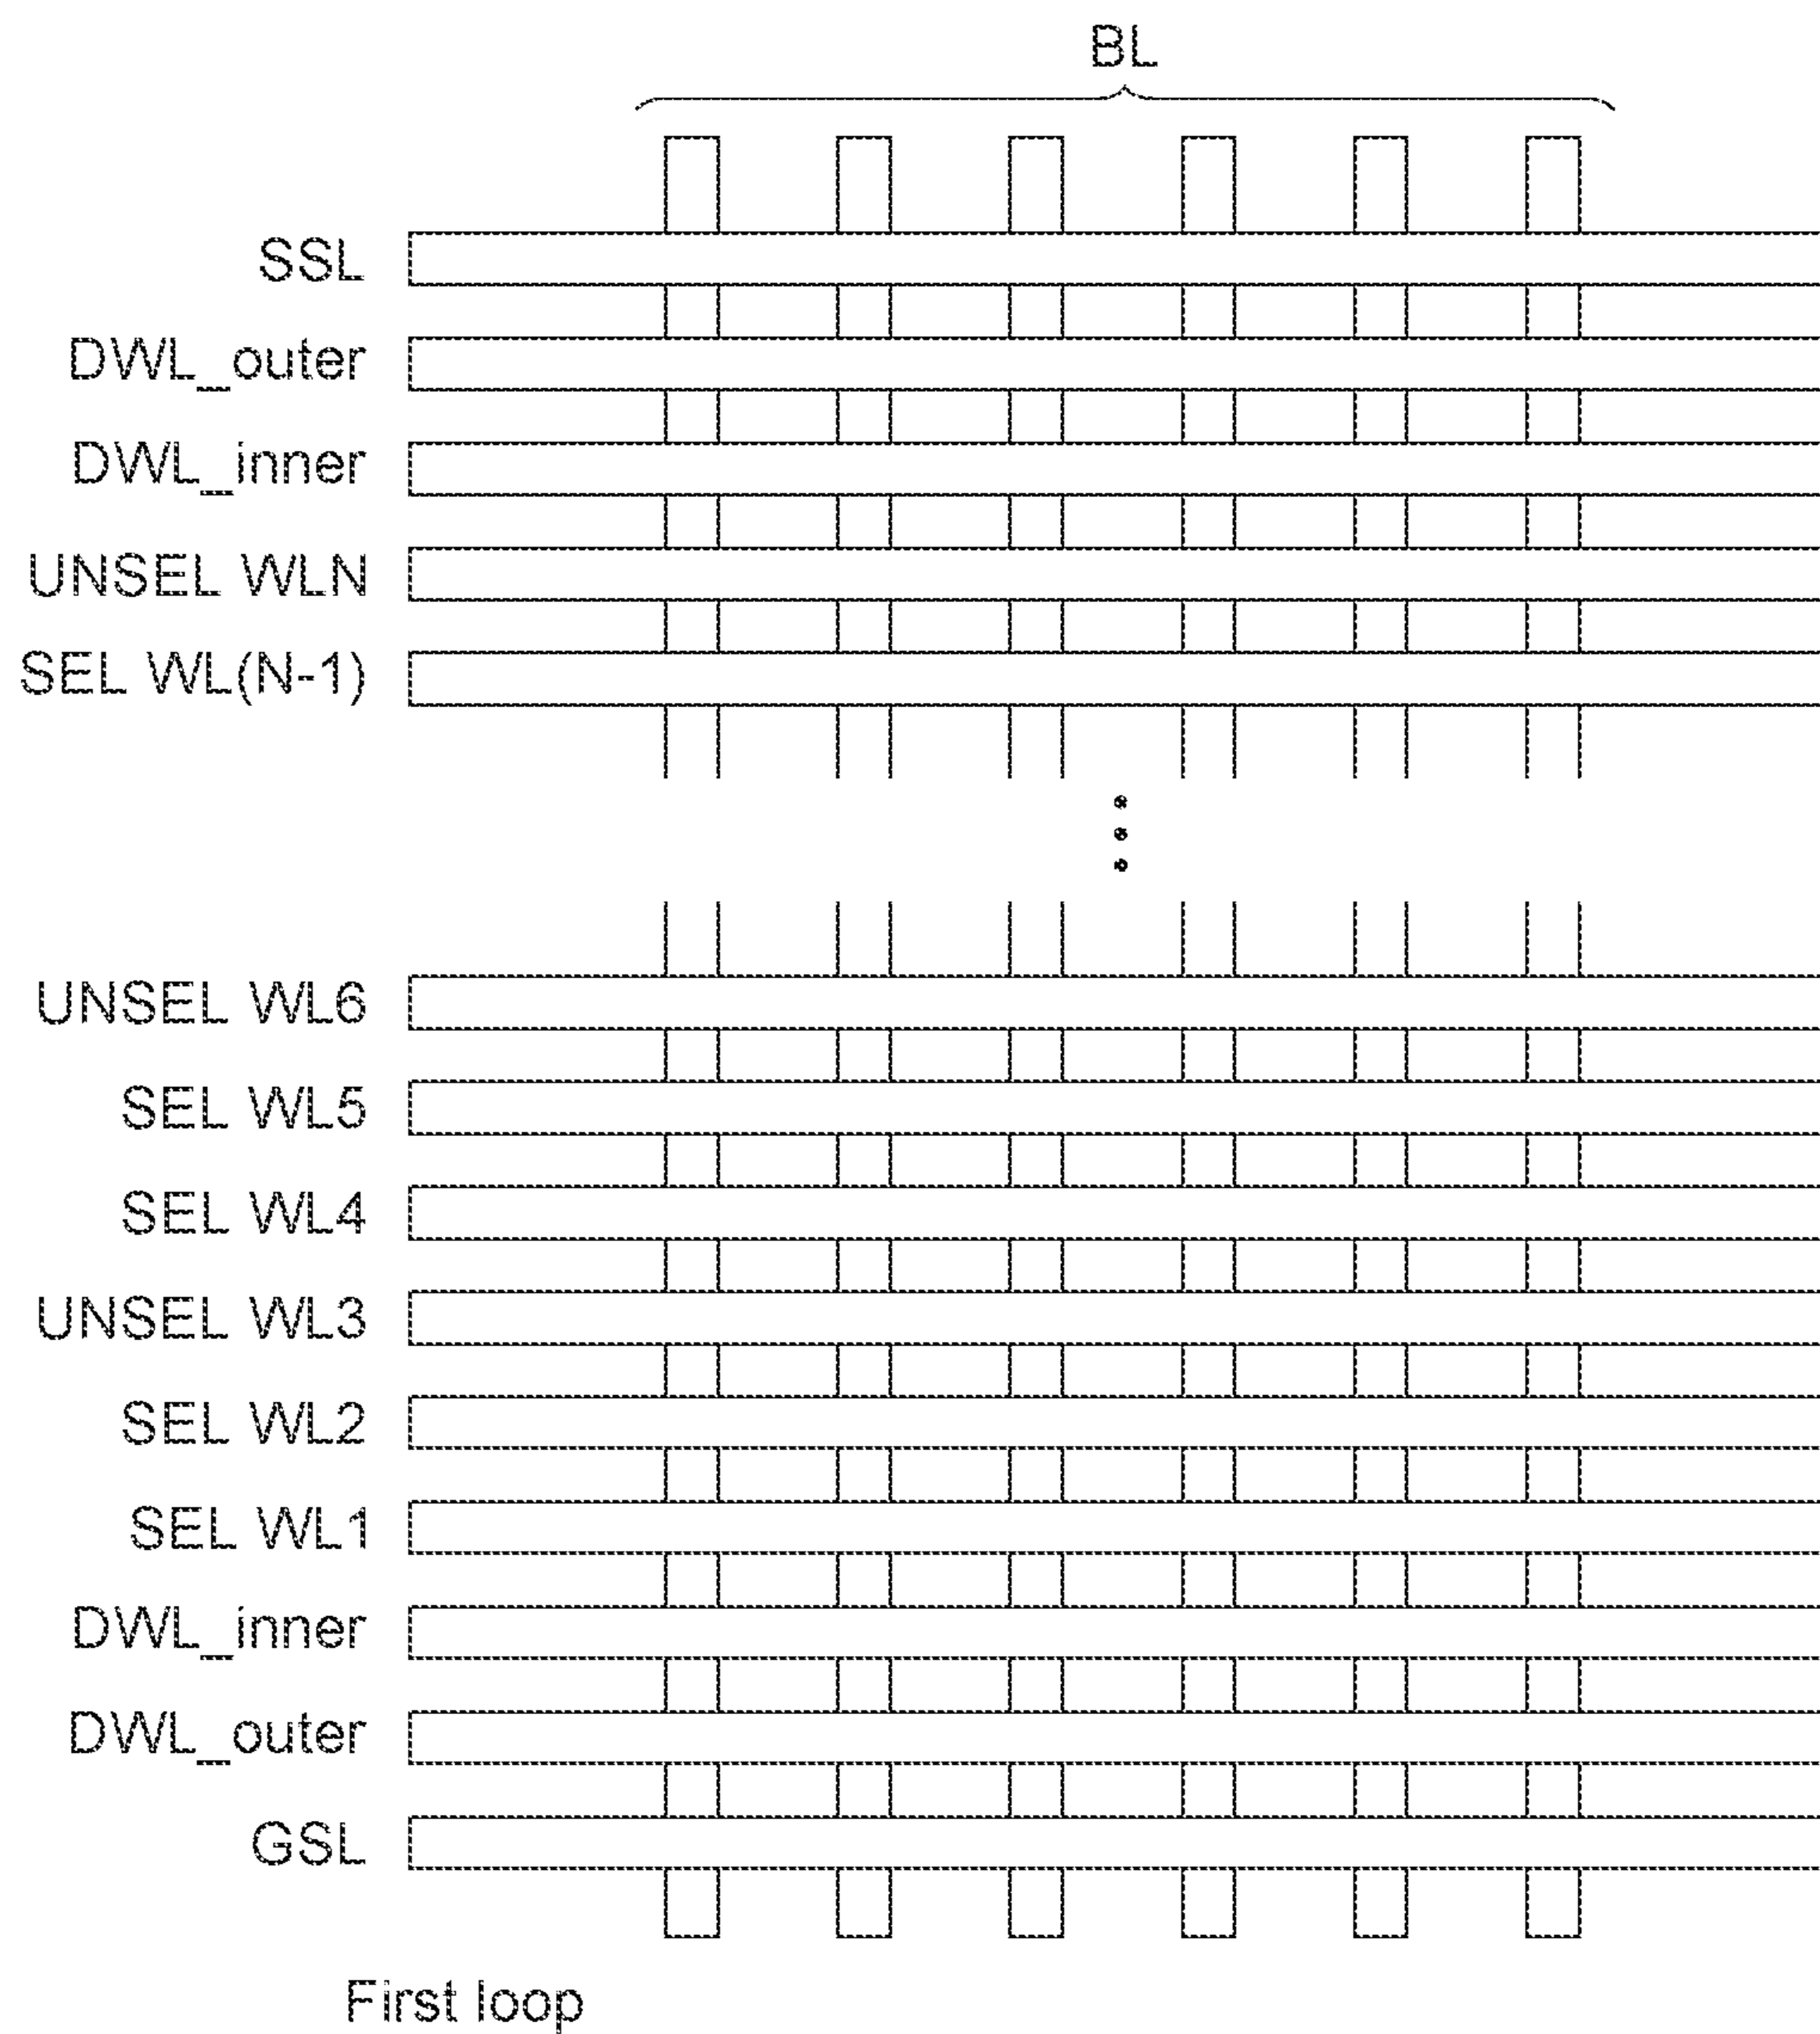 BL
SSL
DWL_outer
DWL_inner
UNSEL WLN
SEL WL(N-1)
UNSEL WL6
SEL WL5
SEL WL4
UNSEL WL3
SEL WL2
SEL WL1
DWL_inner
DWL_outer
GSL
First loop